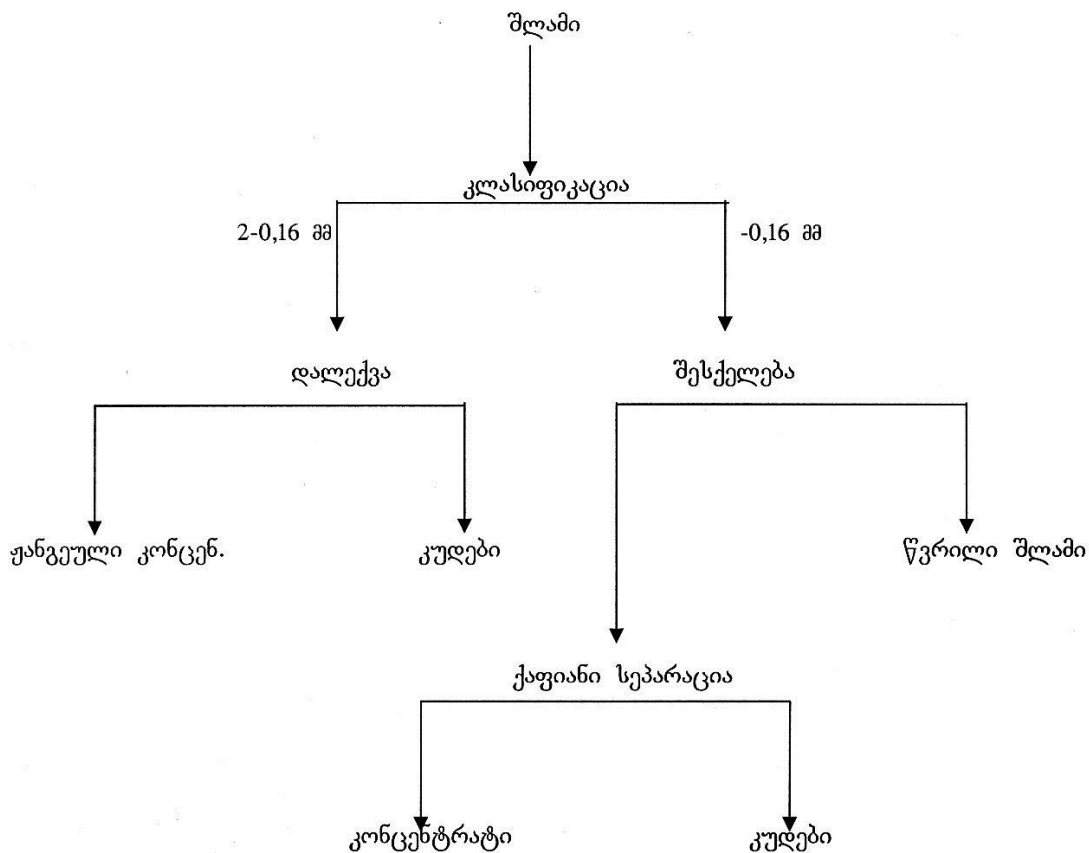 შლამი
კლასიფიკაცია
2-0,16 მმ -0,16 მმ
დალექვა შესქელება
ჟანგეული კონცენ. კუდები წვრილი შლამი
ქაფიანი სეპარაცია
კონცენტრატი კუდები